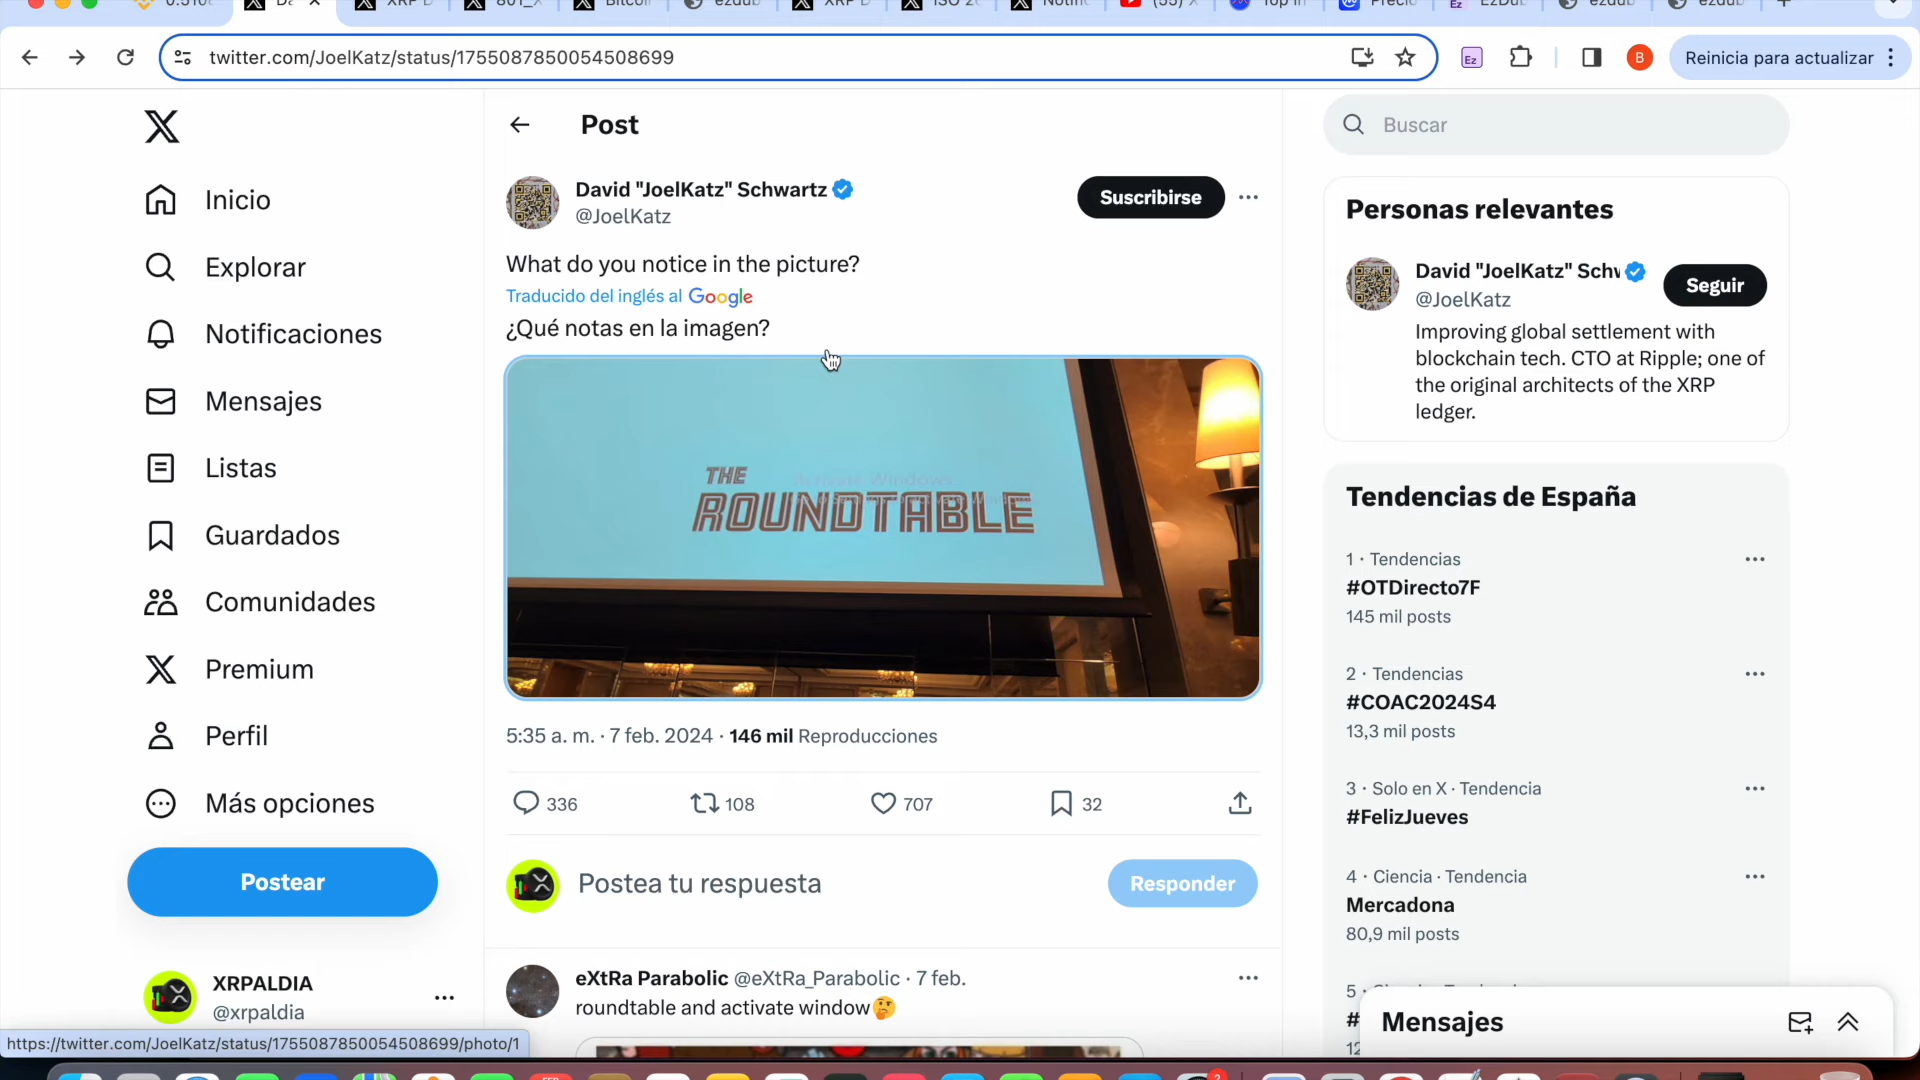 twitter.com/JoelKatz/status/1755087850054508699
Ez
B
Reinicia para actualizar
Inicio
Explorar
Notificaciones
Mensajes
Listas
Guardados
Comunidades
Premium
Perfil
Más opciones
Postear
XRPALDIA
@xrpaldia
https://twitter.com/JoelKatz/status/1755087850054508699/photo/1
Post
David "JoelKatz" Schwartz
@JoelKatz
Suscribirse
What do you notice in the picture?
Traducido del inglés al Google
¿Qué notas en la imagen?
THE
Activate Windows
ROUNDTABLE
5:35 a. m. · 7 feb. 2024 · 146 mil Reproducciones
336
108
707
32
Postea tu respuesta
Responder
eXtRa Parabolic @eXtRa_Parabolic · 7 feb.
roundtable and activate window🤔
Buscar
Personas relevantes
David "JoelKatz"
@JoelKatz
Seguir
Improving global settlement with
blockchain tech. CTO at Ripple; one of
the original architects of the XRP
ledger.
Tendencias de España
1 · Tendencias
#OTDirecto7F
145 mil posts
2 · Tendencias
#COAC2024S4
13,3 mil posts
3 · Solo en X · Tendencia
#FelizJueves
4 · Ciencia · Tendencia
Mercadona
80,9 mil posts
5 ·
#
Mensajes